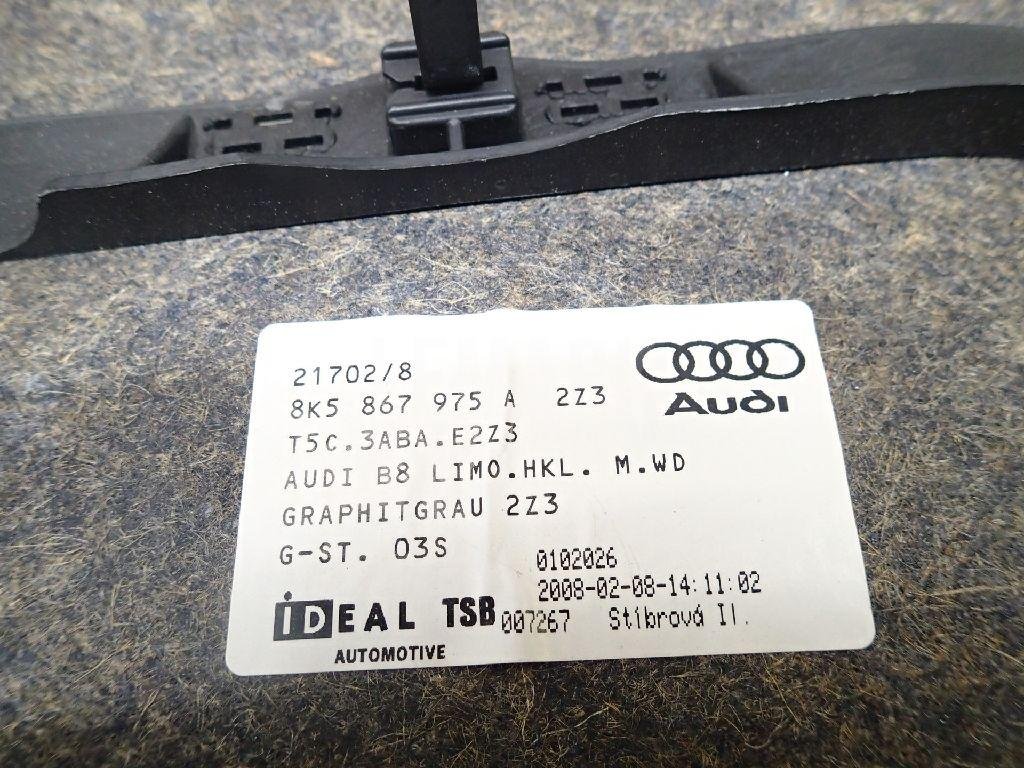 21702/8
8K5 867 975 A 2Z3
T5C.3ABA.E2Z3
AUDI B8 LIMO.HKL. M.WD
GRAPHITGRAU 2Z3
G-ST. 03S
Audi
0102026
2008-02-08-14:11:02
007267 Stíbrová II.
iDEAL TSB
AUTOMOTIVE